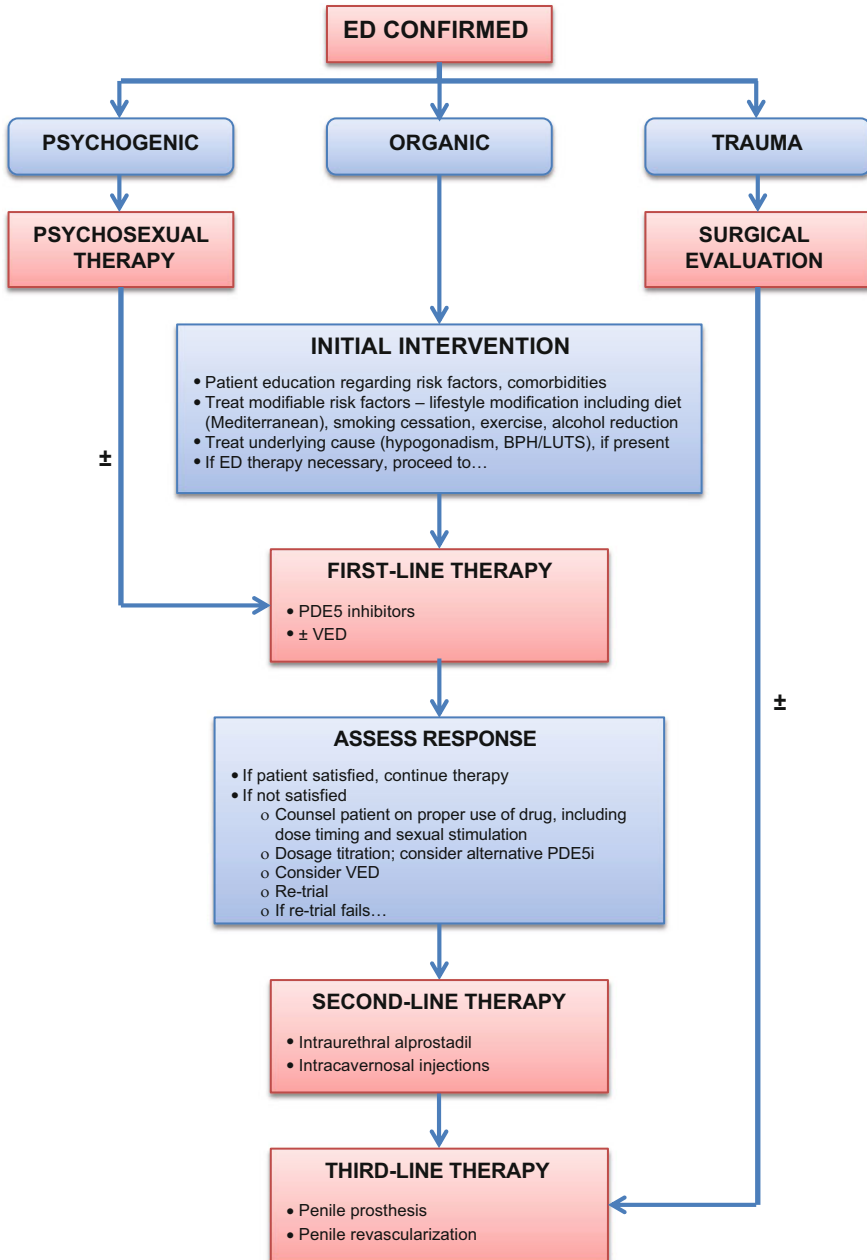 ED CONFIRMED
PSYCHOGENIC
ORGANIC
TRAUMA
PSYCHOSEXUAL
THERAPY
SURGICAL
EVALUATION
INITIAL INTERVENTION
• Patient education regarding risk factors, comorbidities
• Treat modifiable risk factors – lifestyle modification including diet
(Mediterranean), smoking cessation, exercise, alcohol reduction
• Treat underlying cause (hypogonadism, BPH/LUTS), if present
• If ED therapy necessary, proceed to…
±
FIRST-LINE THERAPY
• PDE5 inhibitors
• ± VED
±
ASSESS RESPONSE
• If patient satisfied, continue therapy
• If not satisfied
o Counsel patient on proper use of drug, including
dose timing and sexual stimulation
o Dosage titration; consider alternative PDE5i
o Consider VED
o Re-trial
o If re-trial fails…
SECOND-LINE THERAPY
• Intraurethral alprostadil
• Intracavernosal injections
THIRD-LINE THERAPY
• Penile prosthesis
• Penile revascularization